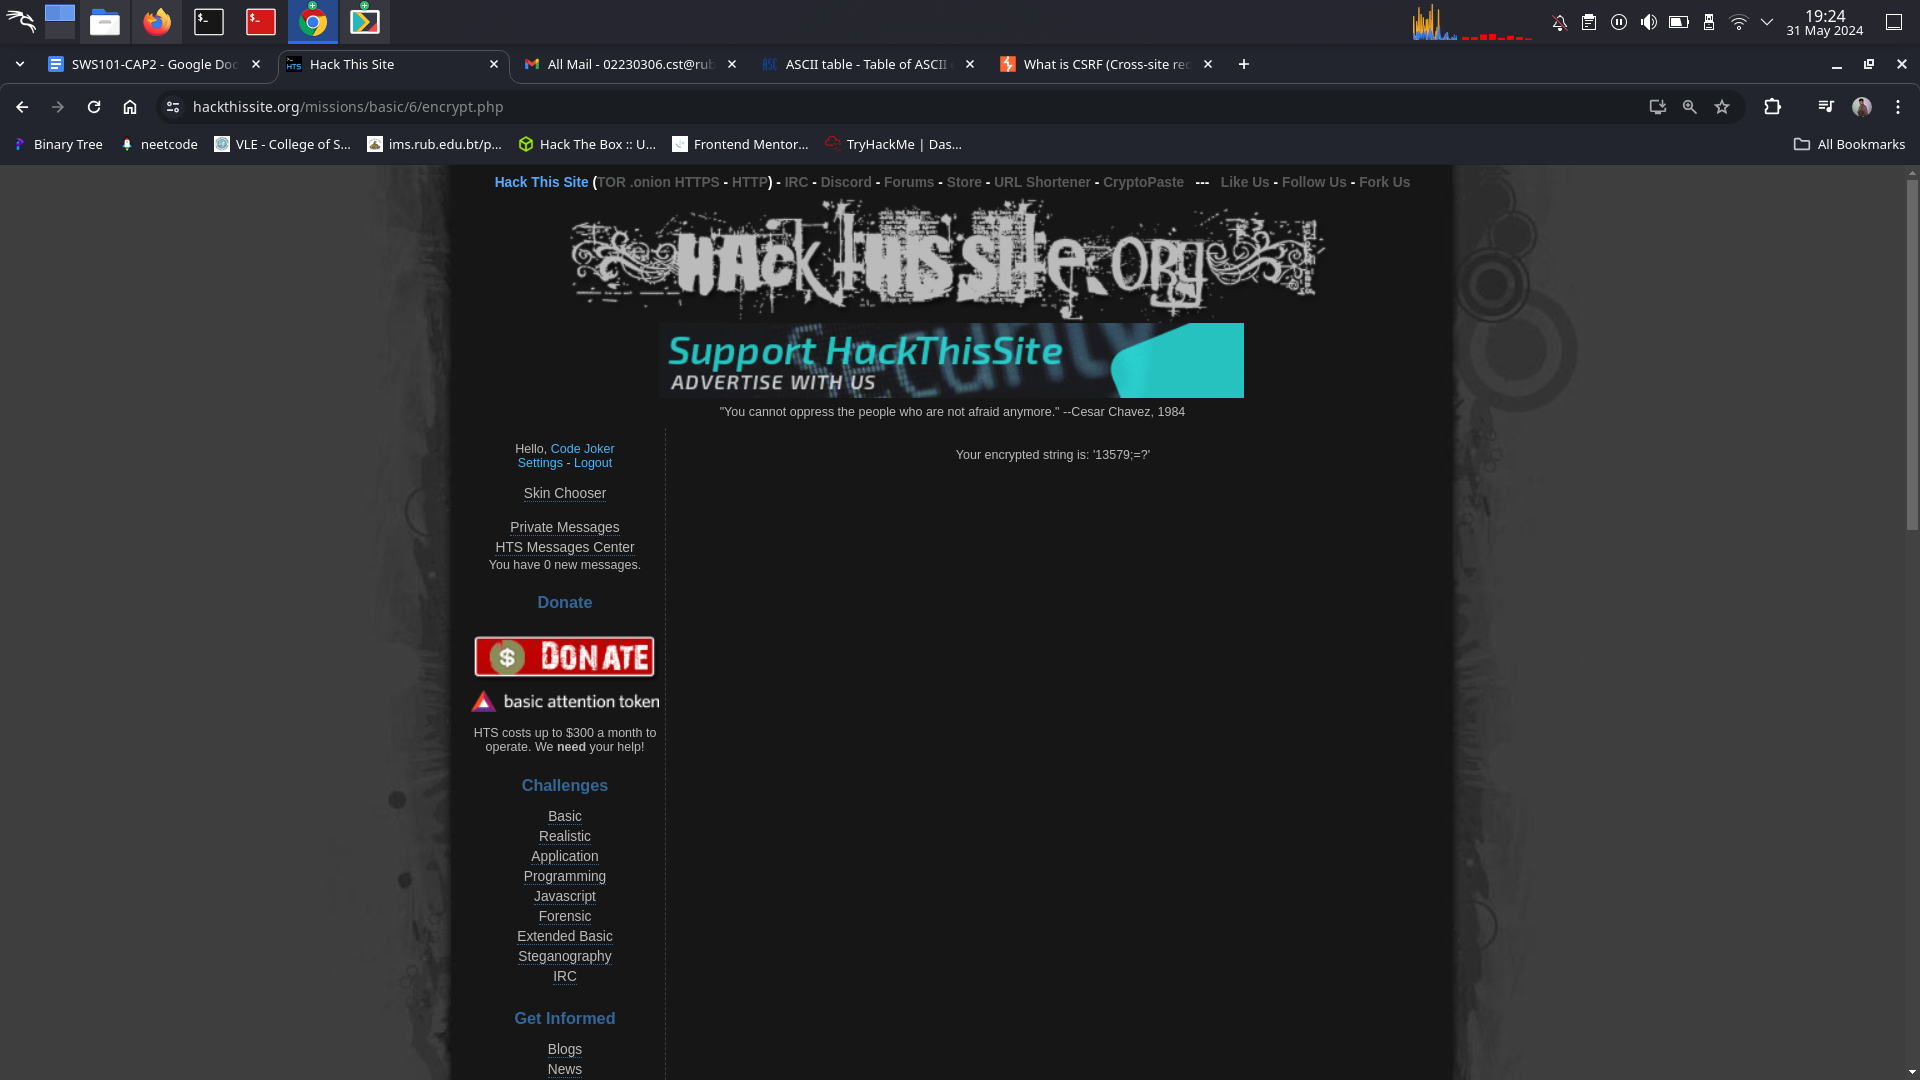 19:24
31 May 2024
SWS101-CAP2 - Google Doc
Hack This Site
All Mail - 02230306.cst@rub
ASCII table - Table of ASCII
What is CSRF (Cross-site req
hackthissite.org/missions/basic/6/encrypt.php
Binary Tree
neetcode
VLE - College of S...
ims.rub.edu.bt/p...
Hack The Box :: U...
Frontend Mentor...
TryHackMe | Das...
All Bookmarks
Hack This Site (TOR .onion HTTPS - HTTP) - IRC - Discord - Forums - Store - URL Shortener - CryptoPaste --- Like Us - Follow Us - Fork Us
HAck tHIS SitE.ORg
Support HackThisSite
ADVERTISE WITH US
"You cannot oppress the people who are not afraid anymore." --Cesar Chavez, 1984
Hello, Code Joker
Settings - Logout
Your encrypted string is: '13579;=?'
Skin Chooser
Private Messages
HTS Messages Center
You have 0 new messages.
Donate
$ DONATE
basic attention token
HTS costs up to $300 a month to
operate. We need your help!
Challenges
Basic
Realistic
Application
Programming
Javascript
Forensic
Extended Basic
Steganography
IRC
Get Informed
Blogs
News